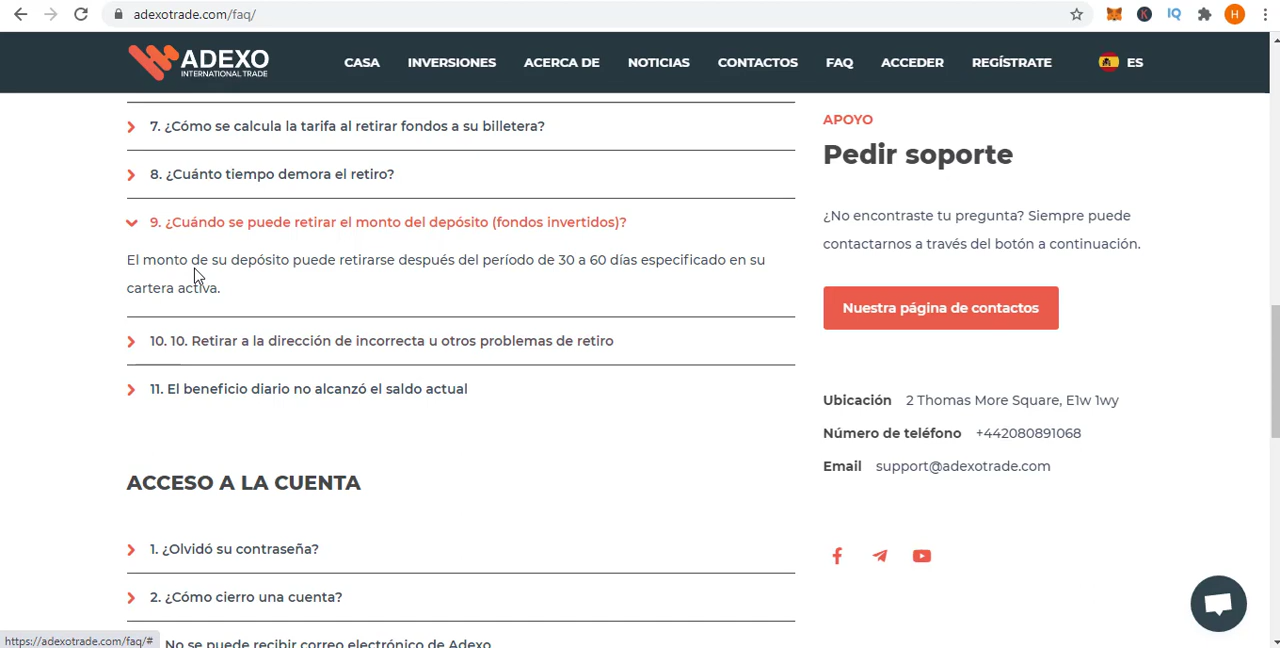 adexotrade.com/faq/
IQ
H
ADEXO
INTERNATIONAL TRADE
CASA
INVERSIONES
ACERCA DE
NOTICIAS
CONTACTOS
FAQ
ACCEDER
REGÍSTRATE
ES
7. ¿Cómo se calcula la tarifa al retirar fondos a su billetera?
8. ¿Cuánto tiempo demora el retiro?
9. ¿Cuándo se puede retirar el monto del depósito (fondos invertidos)?
El monto de su depósito puede retirarse después del período de 30 a 60 días especificado en su
cartera activa.
10. 10. Retirar a la dirección de incorrecta u otros problemas de retiro
11. El beneficio diario no alcanzó el saldo actual
ACCESO A LA CUENTA
1. ¿Olvidó su contraseña?
2. ¿Cómo cierro una cuenta?
No se puede recibir correo electrónico de Adexo
APOYO
Pedir soporte
¿No encontraste tu pregunta? Siempre puede
contactarnos a través del botón a continuación.
Nuestra página de contactos
Ubicación 2 Thomas More Square, E1w 1wy
Número de teléfono +442080891068
Email support@adexotrade.com
https://adexotrade.com/faq/#